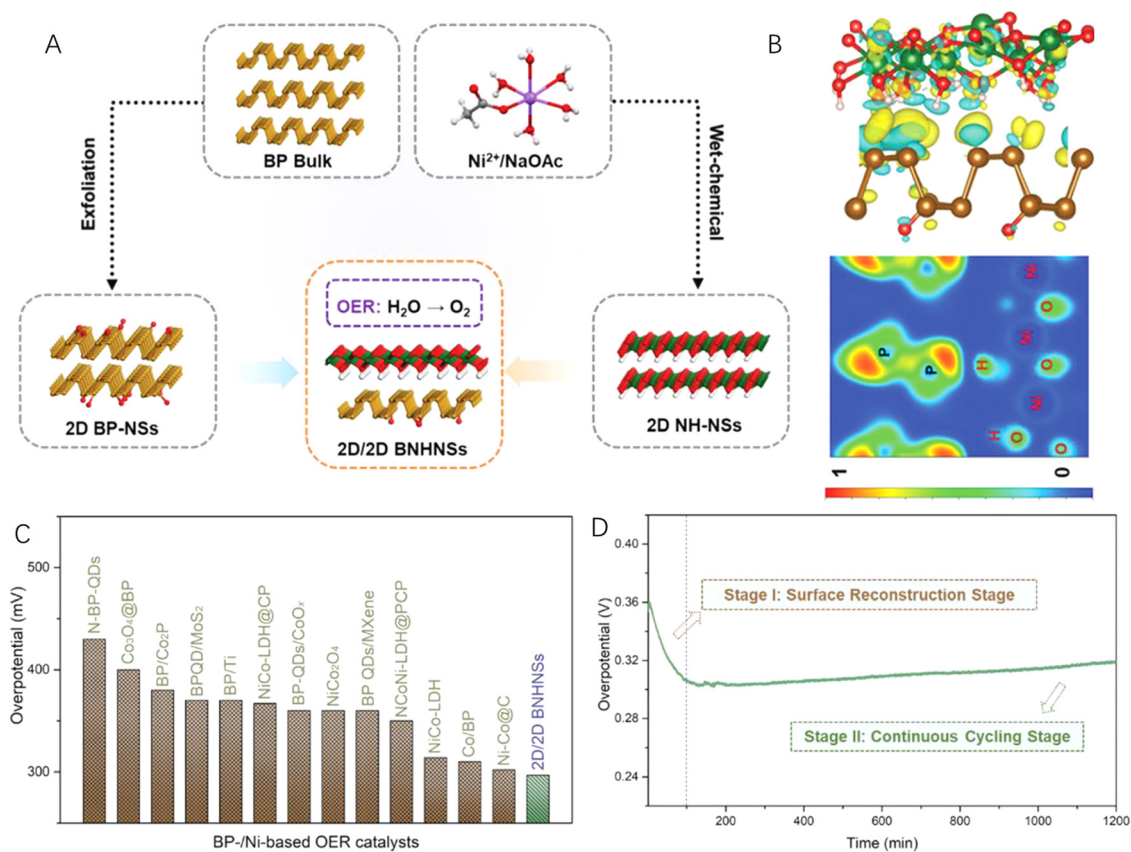 A
BP Bulk
Ni²⁺/NaOAc
Exfoliation
Wet-chemical
OER: H₂O → O₂
2D BP-NSs
2D/2D BNHNSs
2D NH-NSs
B
P
P
H
H
O
O
O
O
Ni
Ni
Ni
1
0
C
Overpotential (mV)
500
400
300
N-BP-QDs
Co₃O₄@BP
BP/Co₂P
BPQD/MoS₂
BP/Ti
NiCo-LDH@CP
BP-QDs/CoOₓ
NiCo₂O₄
BP QDs/MXene
NCoNi-LDH@PCP
NiCo-LDH
Co/BP
Ni-Co@C
2D/2D BNHNSs
BP-/Ni-based OER catalysts
D
Overpotential (V)
0.40
0.36
0.32
0.28
0.24
Stage I: Surface Reconstruction Stage
Stage II: Continuous Cycling Stage
200 400 600 800 1000 1200
Time (min)